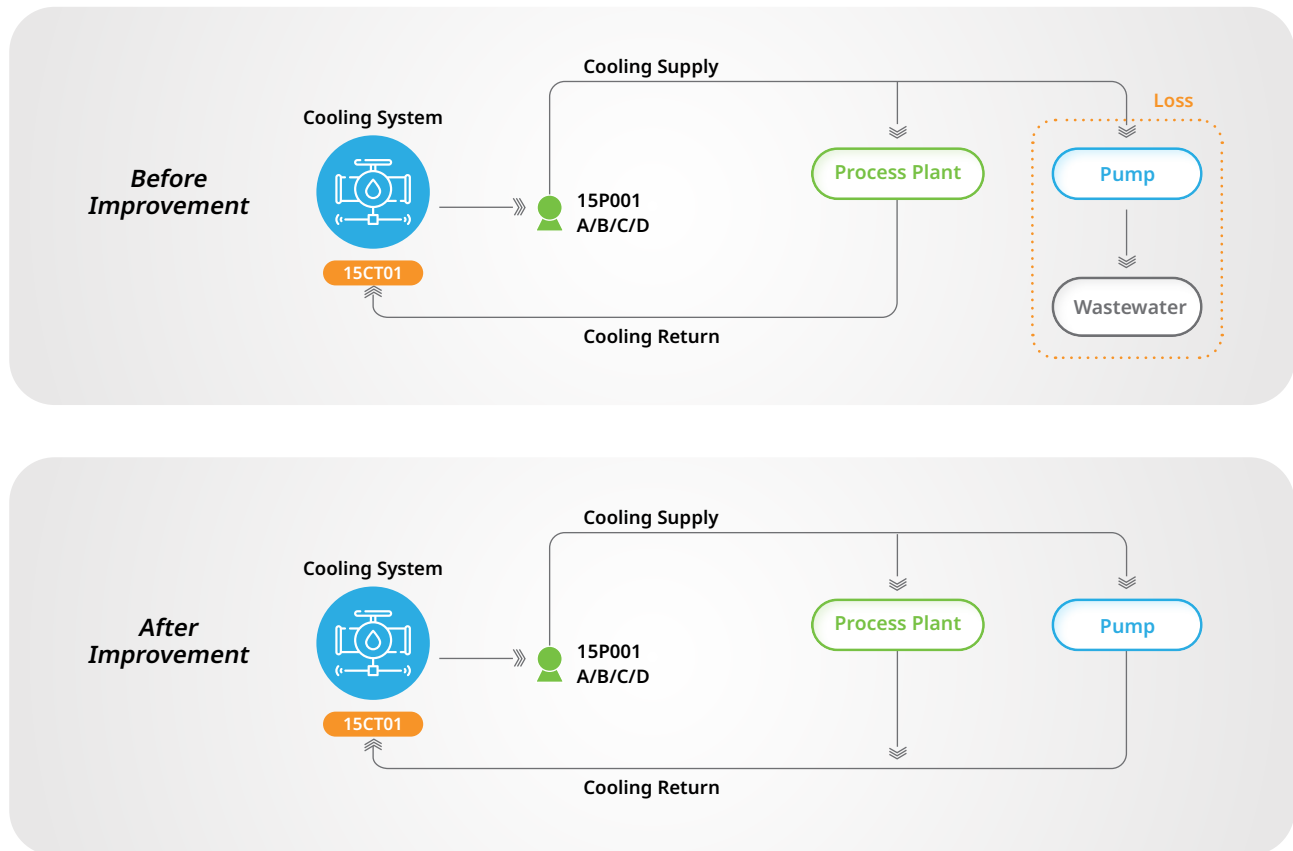 Cooling Supply
Loss
Cooling System
Before
Improvement
Process Plant
Pump
15P001
A/B/C/D
15CT01
Wastewater
Cooling Return
Cooling Supply
Cooling System
After
Improvement
Process Plant
Pump
15P001
A/B/C/D
15CT01
Cooling Return